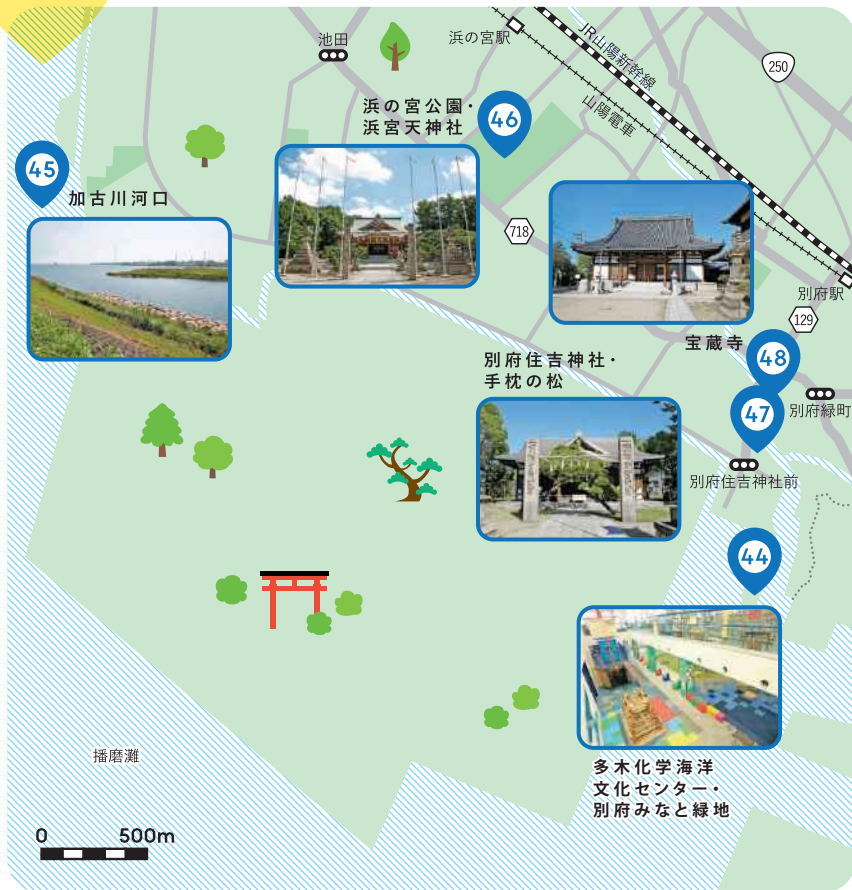 池田
浜の宮駅
JR山陽新幹線
山陽電車
250
浜の宮公園・
浜宮天神社
46
45
加古川河口
718
別府駅
129
宝蔵寺
48
別府住吉神社・
手枕の松
47
別府緑町
別府住吉神社前
44
多木化学海洋
文化センター・
別府みなと緑地
播磨灘
0 500m